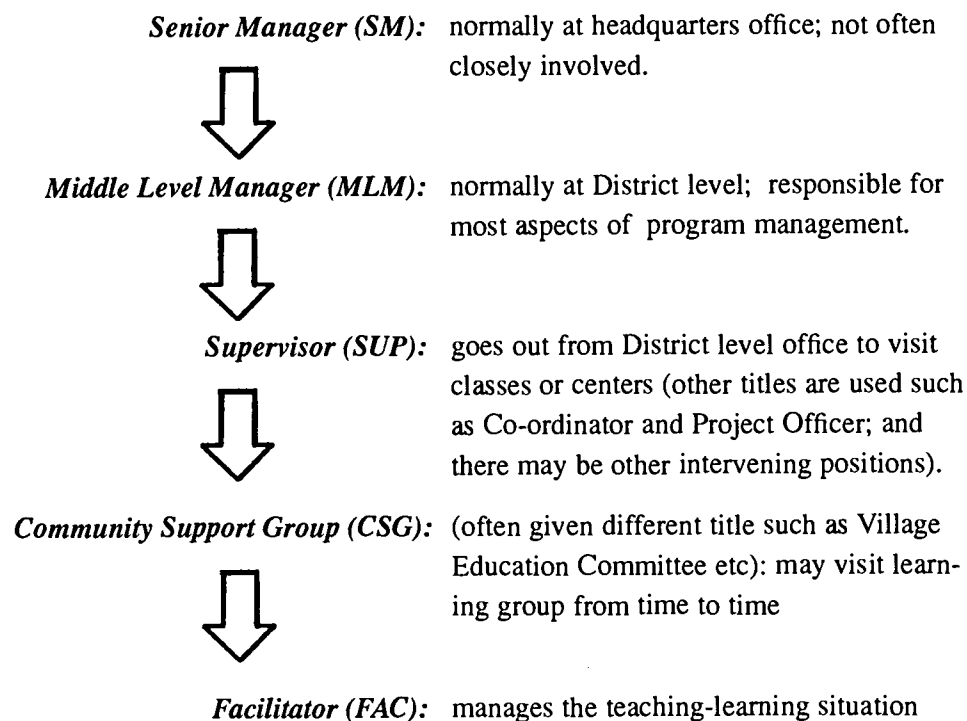 Senior Manager (SM): normally at headquarters office; not often
closely involved.
Middle Level Manager (MLM): normally at District level; responsible for
most aspects of program management.
Supervisor (SUP): goes out from District level office to visit
classes or centers (other titles are used such
as Co-ordinator and Project Officer; and
there may be other intervening positions).
Community Support Group (CSG): (often given different title such as Village
Education Committee etc): may visit learn-
ing group from time to time
Facilitator (FAC): manages the teaching-learning situation